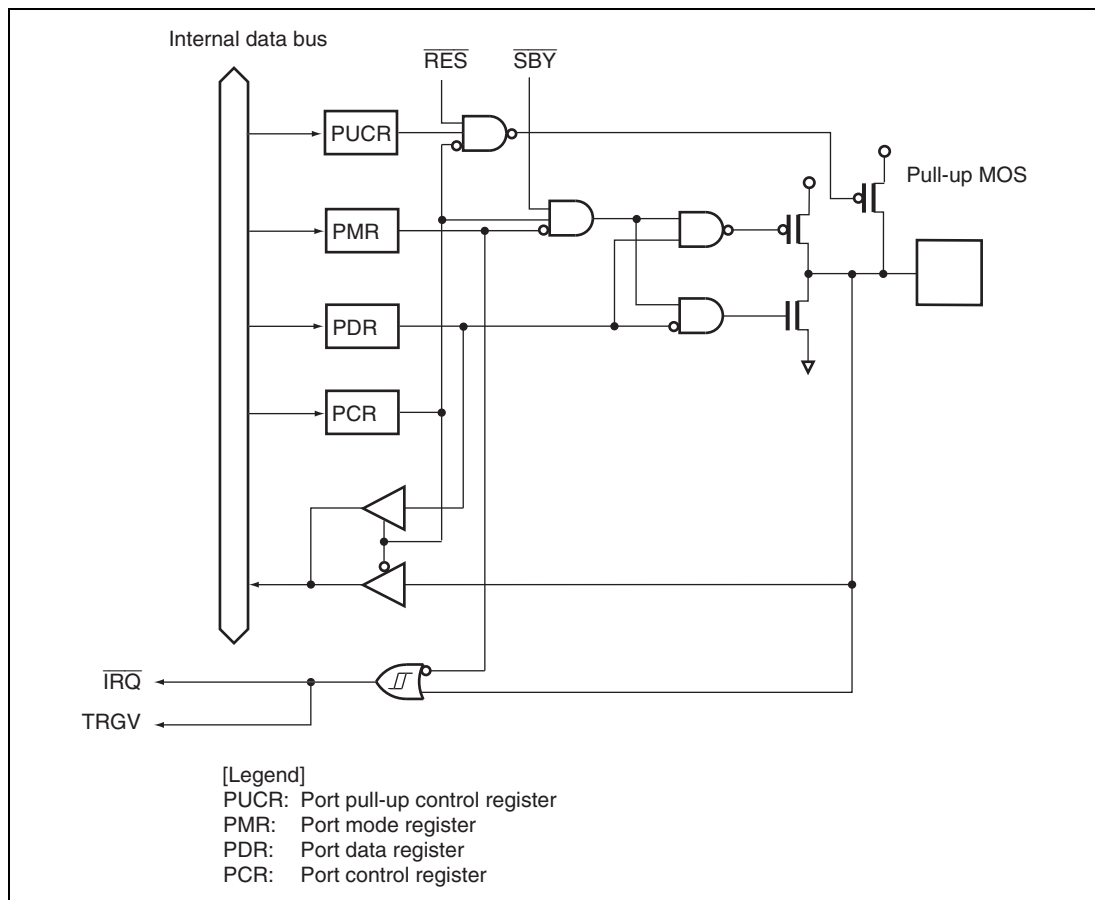 Internal data bus
RES
SBY
PUCR
Pull-up MOS
PMR
PDR
PCR
IRQ
TRGV
[Legend]
PUCR: Port pull-up control register
PMR: Port mode register
PDR: Port data register
PCR: Port control register